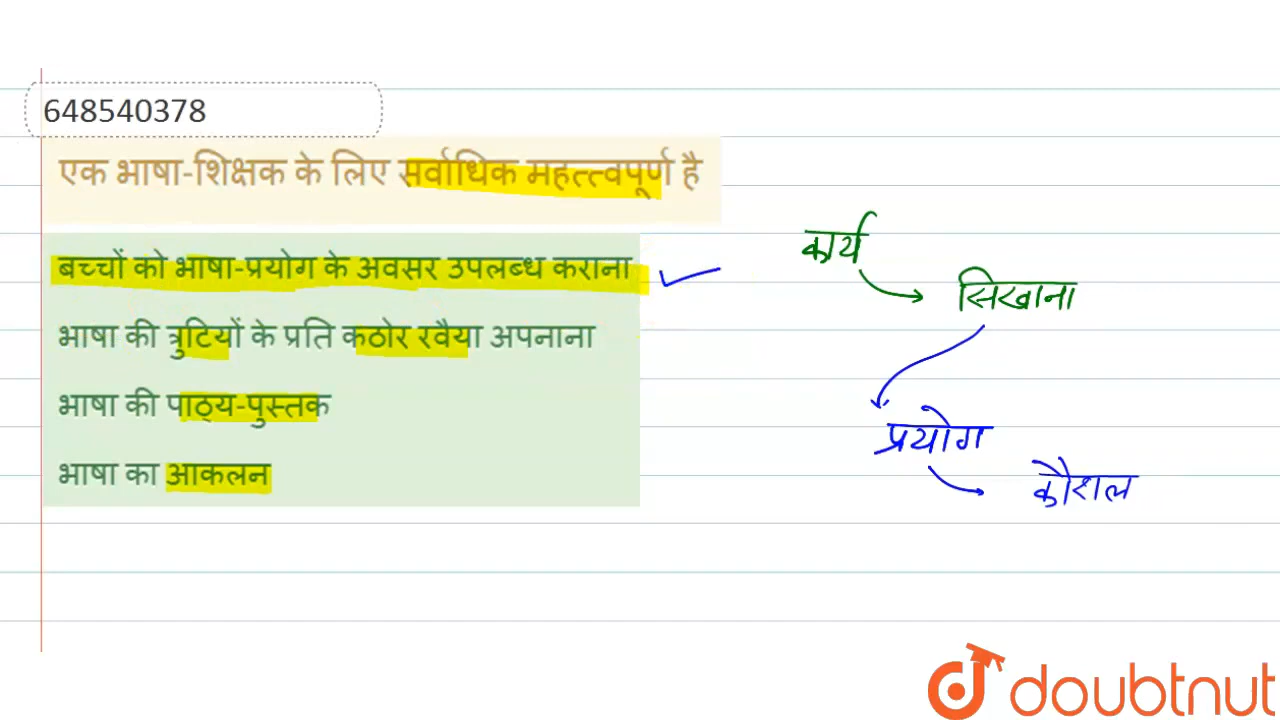 648540378
एक भाषा-शिक्षक के लिए सर्वाधिक महत्त्वपूर्ण है
बच्चों को भाषा-प्रयोग के अवसर उपलब्ध कराना
भाषा की त्रुटियों के प्रति कठोर रवैया अपनाना
भाषा की पाठ्य-पुस्तक
भाषा का आकलन
कार्य
सिखाना
प्रयोग
कौशल
doubtnut